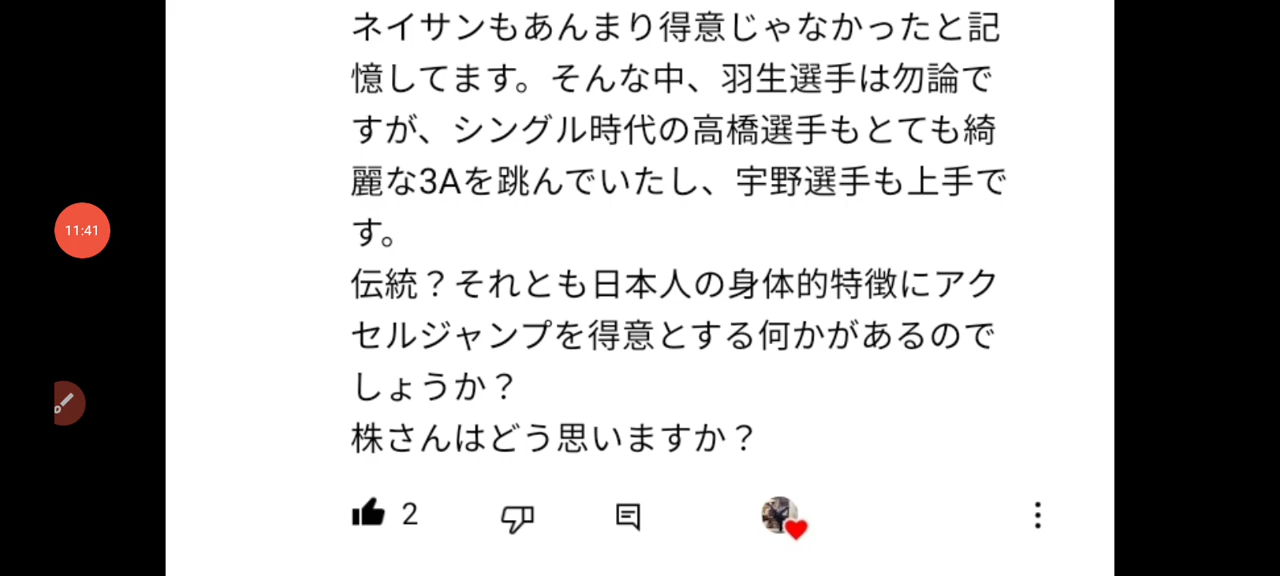 ネイサンもあんまり得意じゃなかったと記
憶してます。そんな中、羽生選手は勿論で
すが、シングル時代の高橋選手もとても綺
麗な3Aを跳んでいたし、宇野選手も上手で
す。
伝統？それとも日本人の身体的特徴にアク
セルジャンプを得意とする何かがあるので
しょうか？
株さんはどう思いますか？
2
11:41